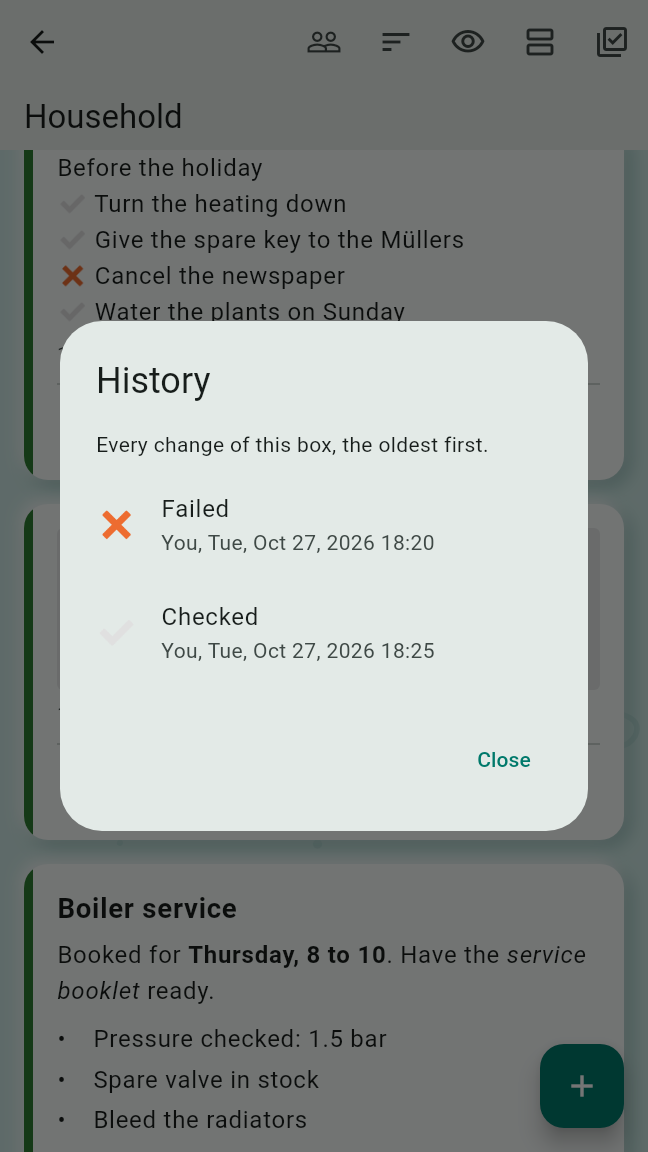 Household
Before the holiday
Turn the heating down
Give the spare key to the Müllers
Cancel the newspaper
Water the plants on Sunday
History
Every change of this box, the oldest first.
Failed
You, Tue, Oct 27, 2026 18:20
Checked
You, Tue, Oct 27, 2026 18:25
Close
Boiler service
Booked for Thursday, 8 to 10. Have the service
booklet ready.
• Pressure checked: 1.5 bar
• Spare valve in stock
• Bleed the radiators